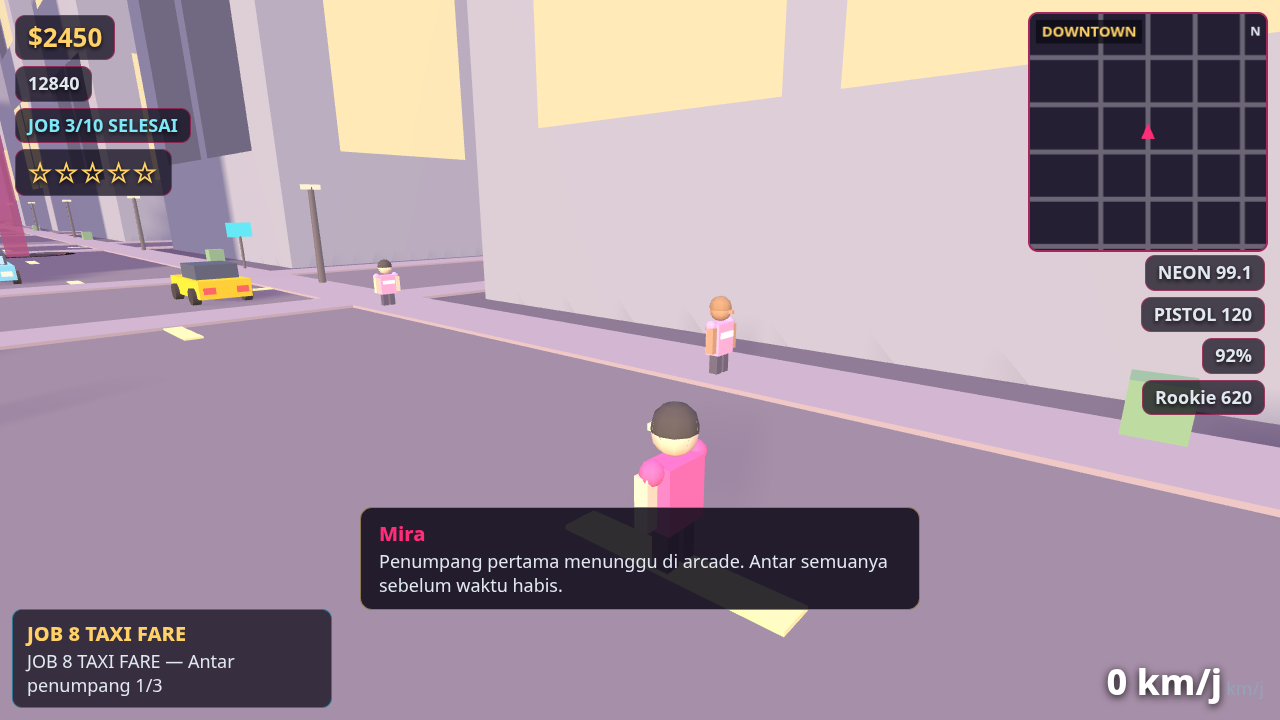 $2450
12840
JOB 3/10 SELESAI
DOWNTOWN
N
NEON 99.1
PISTOL 120
92%
Rookie 620
Mira
Penumpang pertama menunggu di arcade. Antar semuanya
sebelum waktu habis.
JOB 8 TAXI FARE
JOB 8 TAXI FARE — Antar
penumpang 1/3
0 km/j km/j